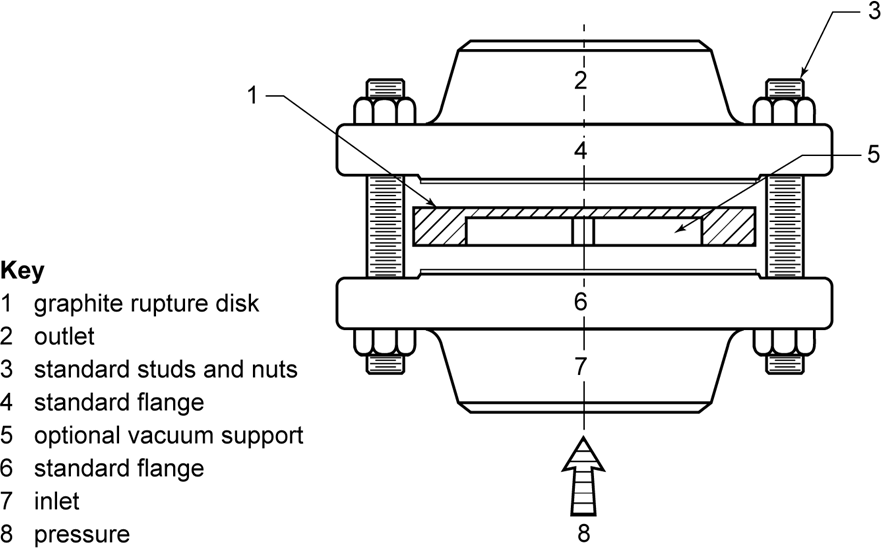 3
2
1
4
5
Key
1 graphite rupture disk
6
2 outlet
3 standard studs and nuts
7
4 standard flange
5 optional vacuum support
6 standard flange
7 inlet
8 pressure
8